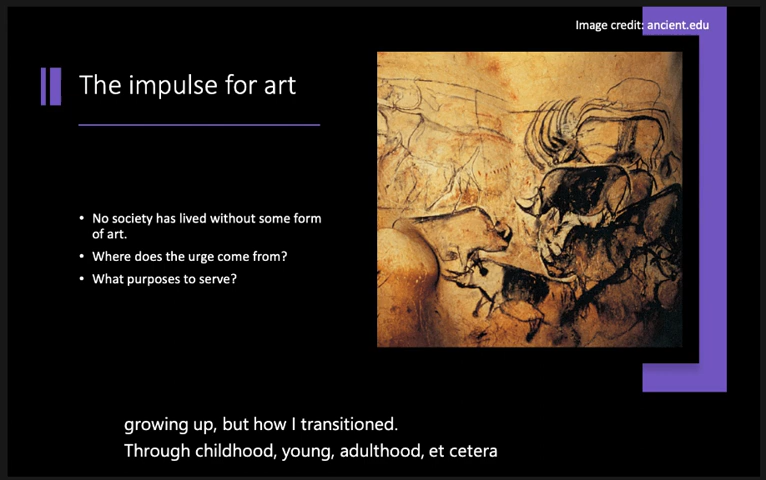 Image credit: ancient.edu
The impulse for art
• No society has lived without some form
of art.
• Where does the urge come from?
• What purposes to serve?
growing up, but how I transitioned.
Through childhood, young, adulthood, et cetera